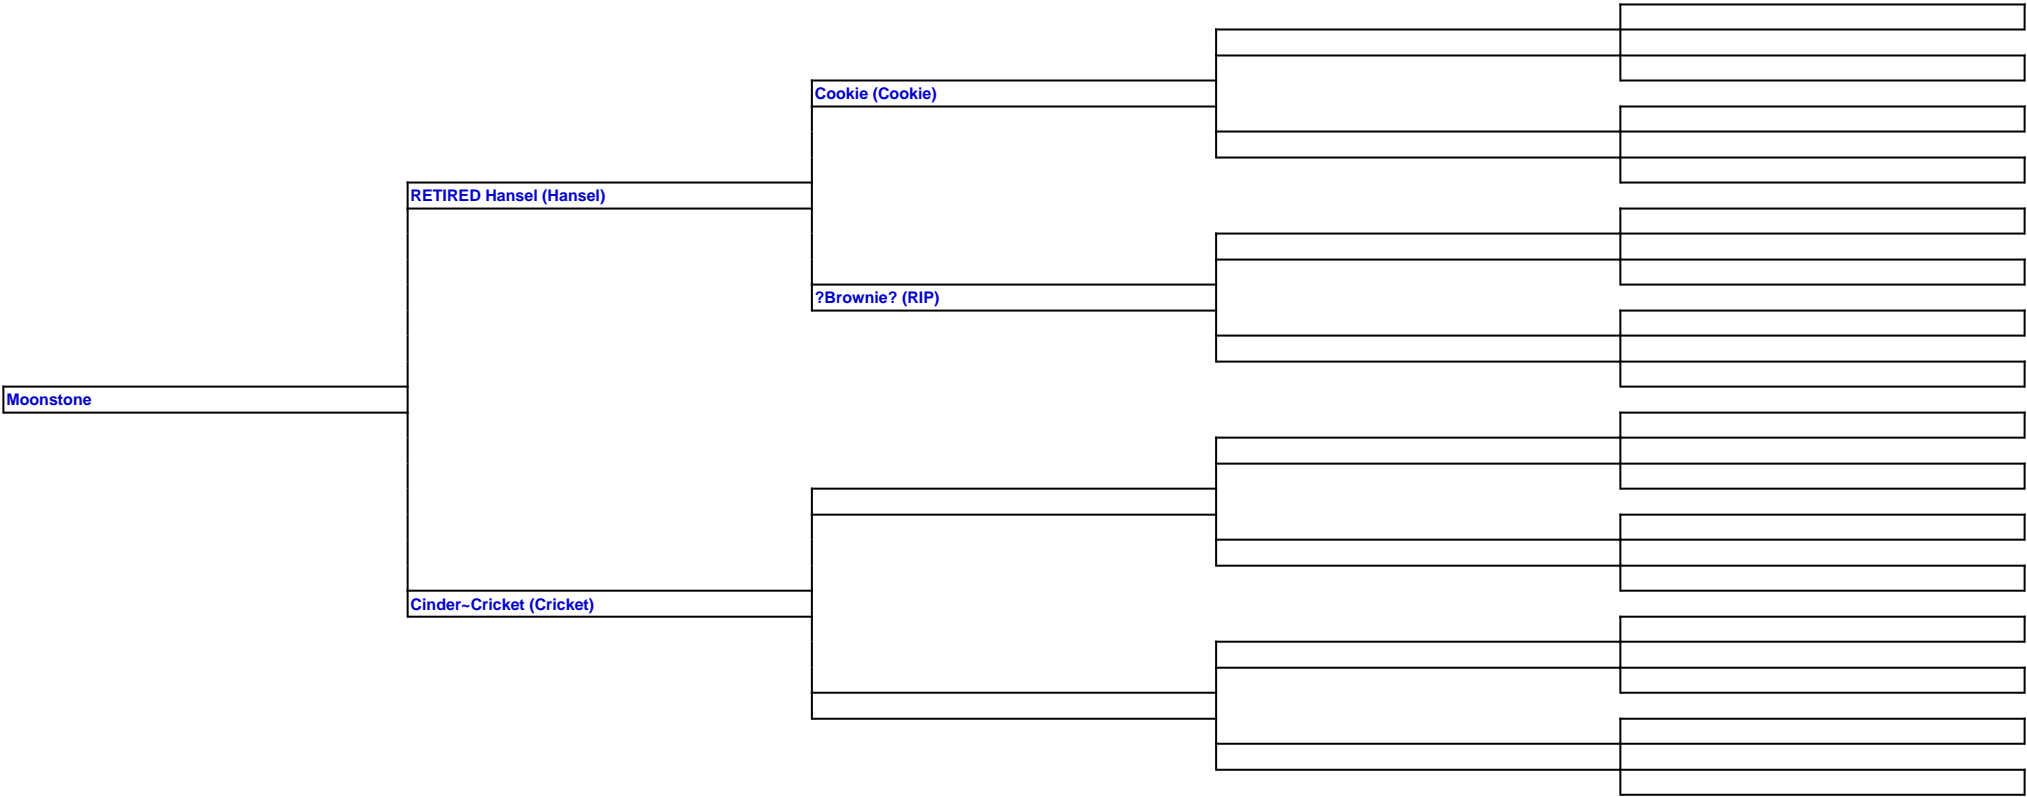 Cookie (Cookie)
RETIRED Hansel (Hansel)
?Brownie? (RIP)
Moonstone
Cinder~Cricket (Cricket)